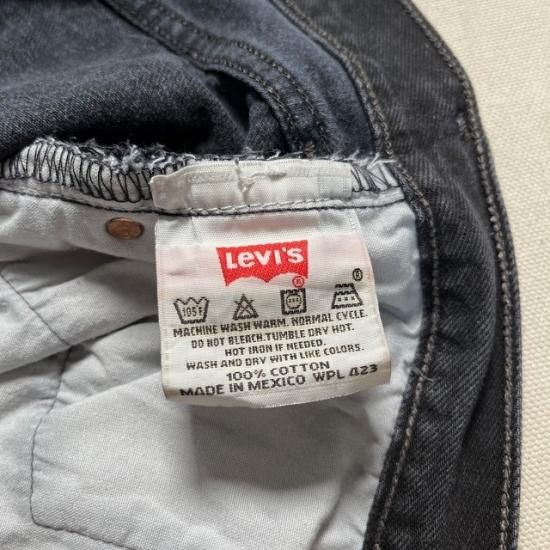 Levi's
®
105°
®
MACHINE WASH WARM. NORMAL CYCLE.
DO NOT BLEACH.TUMBLE DRY HOT.
HOT IRON IF NEEDED.
WASH AND DRY WITH LIKE COLORS.
100% COTTON
MADE IN MEXICO WPL 423